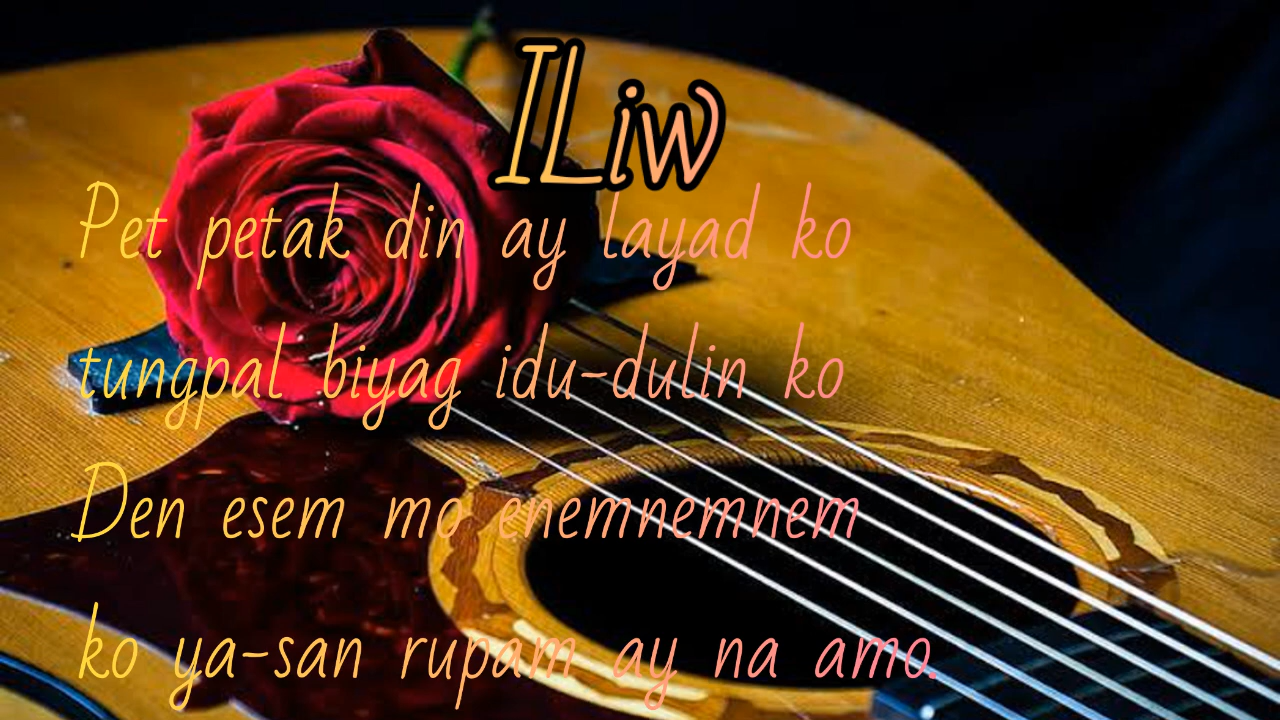 ILiw
Pet petak din ay layad ko
tungpal biyag idu-dulin ko
Den esem mo enemnemnem
ko ya-san rupam ay na amo.